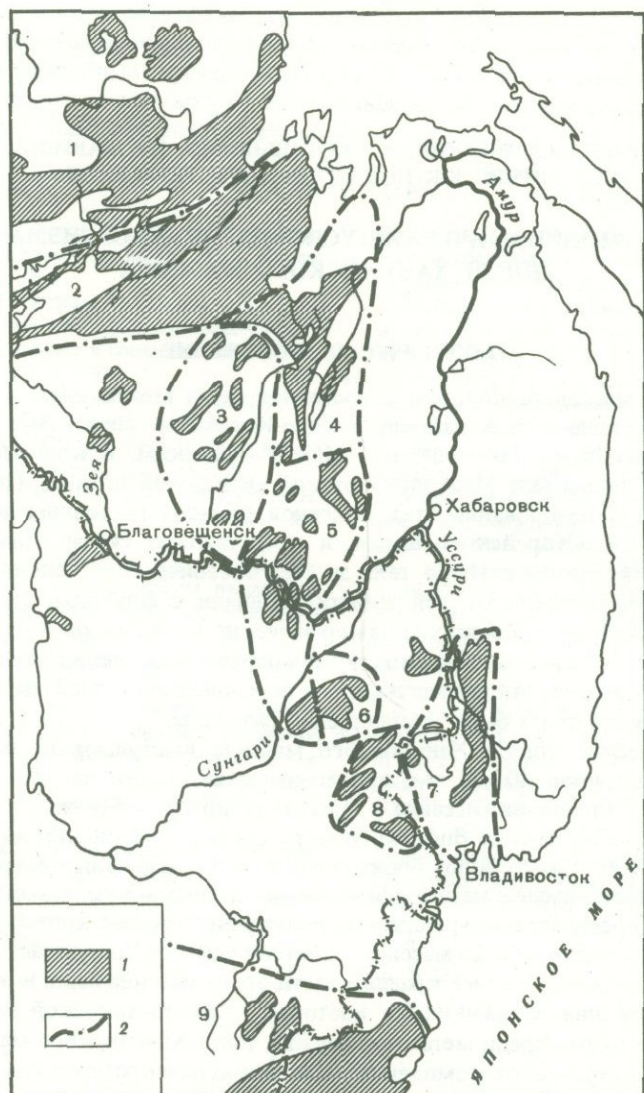 Амур
2
3
4
Зея
Хабаровск
Благовещенск
5
Уссури
6
Сунгари
7
8
Владивосток
1
2
9
ЯПОНСКОЕ МОРЕ